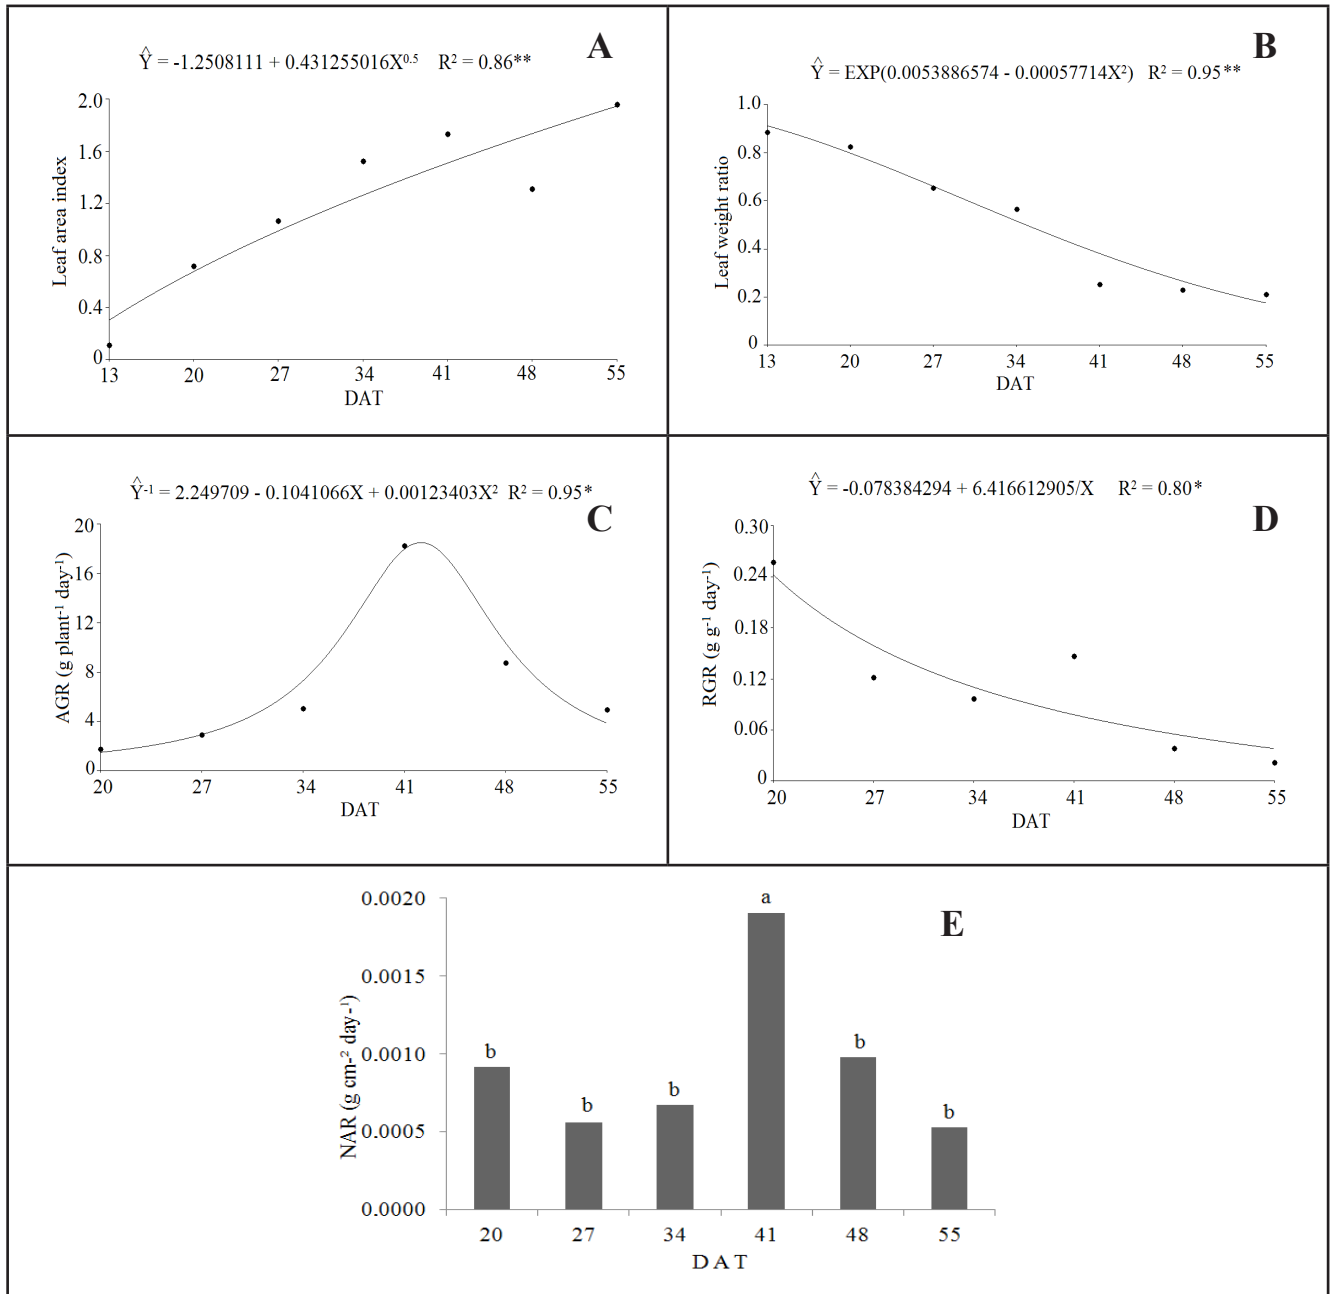 A
Ŷ = -1.2508111 + 0.431255016X⁰·⁵ R² = 0.86**
Leaf area index
2.0
1.6
1.2
0.8
0.4
0
13 20 27 34 41 48 55
DAT
B
Ŷ = EXP(0.0053886574 - 0.00057714X²) R² = 0.95**
Leaf weight ratio
1.0
0.8
0.6
0.4
0.2
0
13 20 27 34 41 48 55
DAT
Ŷ⁻¹ = 2.249709 - 0.1041066X + 0.00123403X² R² = 0.95*
C
AGR (g plant⁻¹ day⁻¹)
20
16
12
8
4
0
20 27 34 41 48 55
DAT
Ŷ = -0.078384294 + 6.416612905/X R² = 0.80*
D
RGR (g g⁻¹ day⁻¹)
0.30
0.24
0.18
0.12
0.06
0
20 27 34 41 48 55
DAT
E
NAR (g cm-² day-¹)
0.0020
0.0015
0.0010
0.0005
0.0000
b b b a b b
20 27 34 41 48 55
DAT